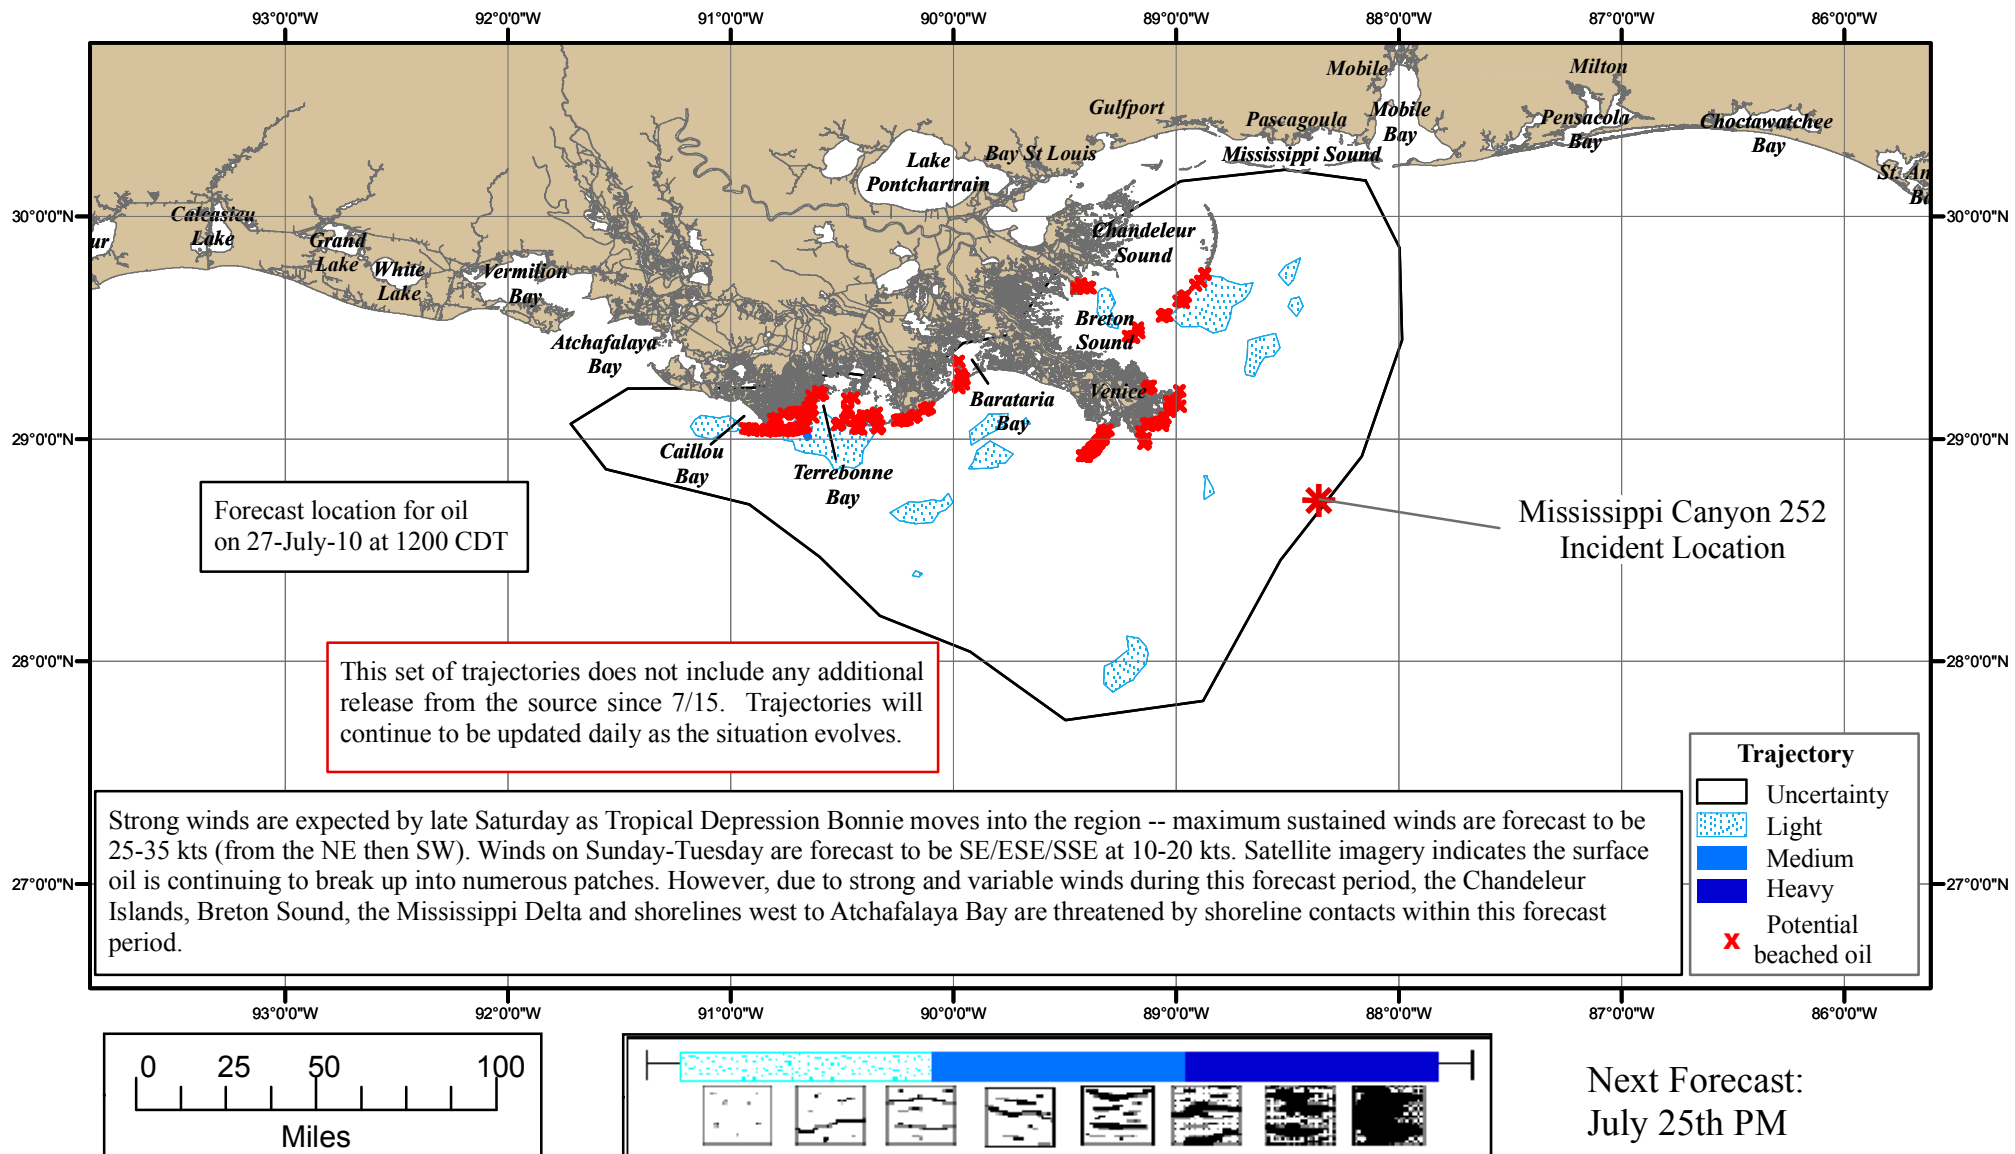 93°0'0"W
92°0'0"W
91°0'0"W
90°0'0"W
89°0'0"W
88°0'0"W
87°0'0"W
86°0'0"W
Mobile
Milton
Gulfport
Pascagoula
Mobile
Bay
Pensacola
Bay
Choctawatchee
Bay
Bay St Louis
Mississippi Sound
Lake
Pontchartrain
St. An
Ba
30°0'0"N
30°0'0"N
Calcasieu
Lake
ur
Grand
Lake
White
Lake
Vermilion
Bay
Chandeleur
Sound
Atchafalaya
Bay
Breton
Sound
Venice
Barataria
Bay
29°0'0"N
29°0'0"N
Caillou
Bay
Terrebonne
Bay
Forecast location for oil
on 27-July-10 at 1200 CDT
Mississippi Canyon 252
Incident Location
28°0'0"N
28°0'0"N
This set of trajectories does not include any additional
release from the source since 7/15. Trajectories will
continue to be updated daily as the situation evolves.
Trajectory
Uncertainty
Light
Medium
Heavy
Potential
beached oil
Strong winds are expected by late Saturday as Tropical Depression Bonnie moves into the region -- maximum sustained winds are forecast to be
25-35 kts (from the NE then SW). Winds on Sunday-Tuesday are forecast to be SE/ESE/SSE at 10-20 kts. Satellite imagery indicates the surface
oil is continuing to break up into numerous patches. However, due to strong and variable winds during this forecast period, the Chandeleur
Islands, Breton Sound, the Mississippi Delta and shorelines west to Atchafalaya Bay are threatened by shoreline contacts within this forecast
period.
27°0'0"N
27°0'0"N
93°0'0"W
92°0'0"W
91°0'0"W
90°0'0"W
89°0'0"W
88°0'0"W
87°0'0"W
86°0'0"W
0 25 50 100
Miles
Next Forecast:
July 25th PM